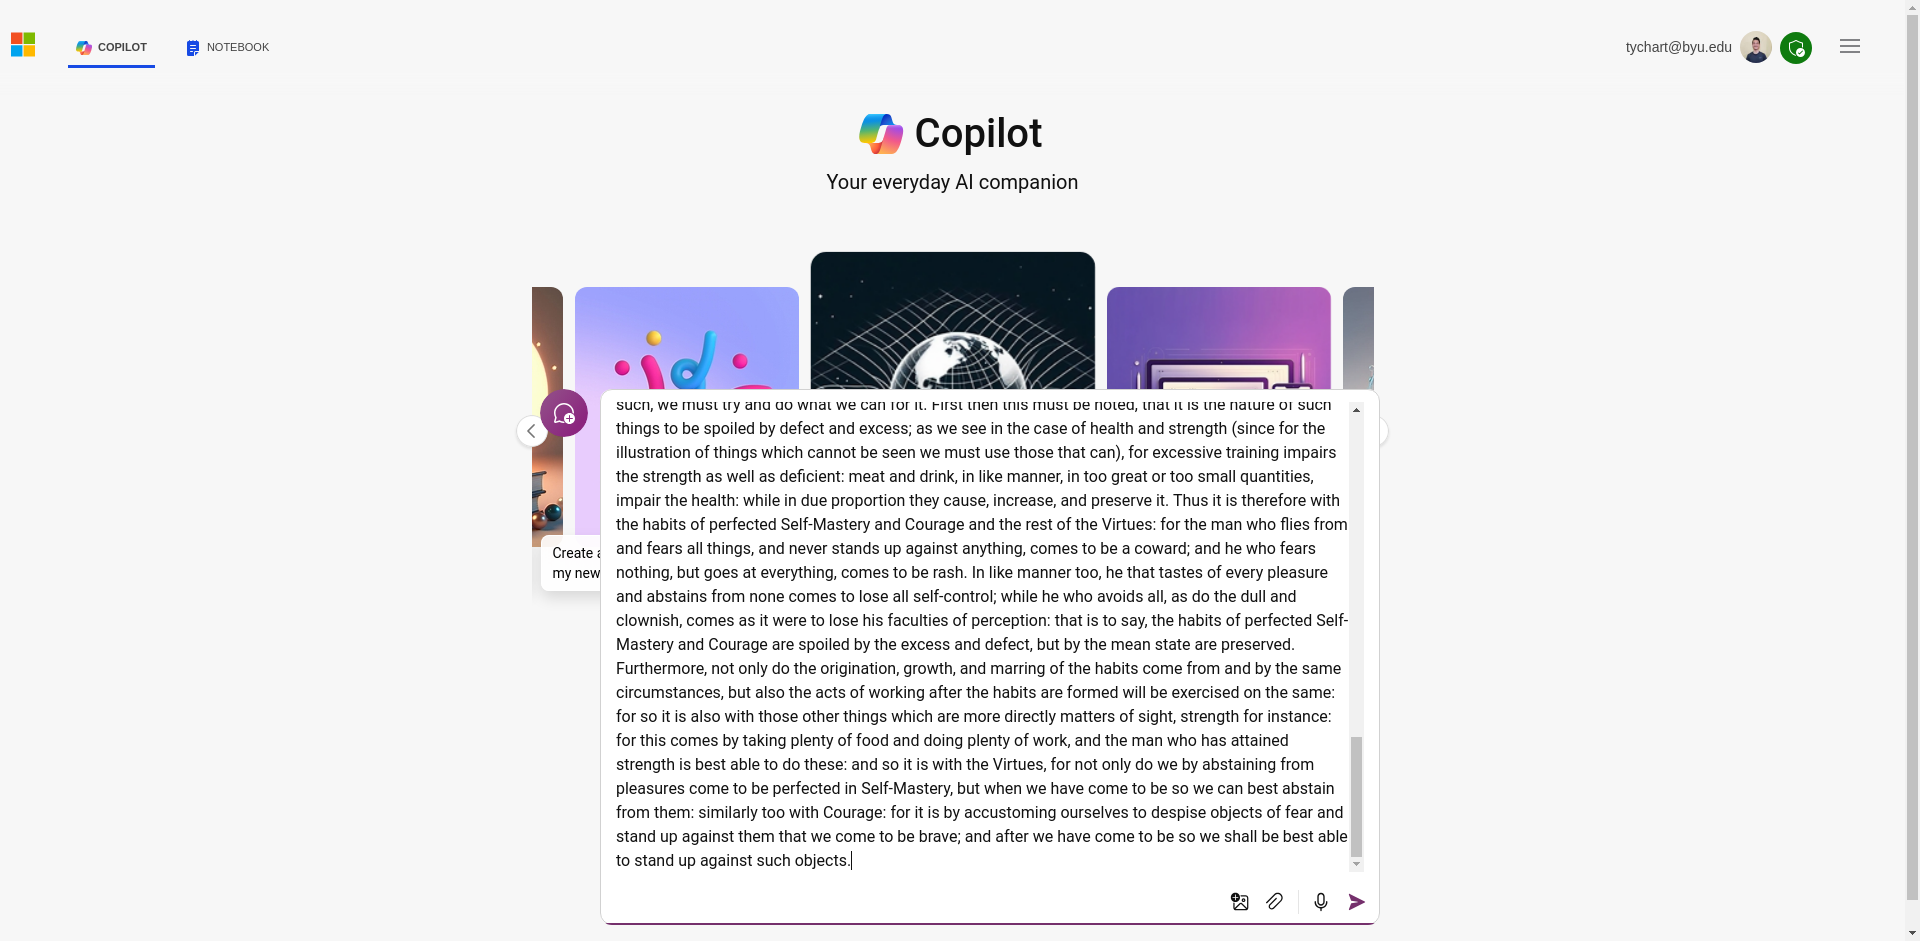 COPILOT
NOTEBOOK
tychart@byu.edu
Copilot
Your everyday AI companion
Create
my new
such, we must try and do what we can for it. First then this must be noted, that it is the nature of such
things to be spoiled by defect and excess; as we see in the case of health and strength (since for the
illustration of things which cannot be seen we must use those that can), for excessive training impairs
the strength as well as deficient: meat and drink, in like manner, in too great or too small quantities,
impair the health: while in due proportion they cause, increase, and preserve it. Thus it is therefore with
the habits of perfected Self-Mastery and Courage and the rest of the Virtues: for the man who flies from
and fears all things, and never stands up against anything, comes to be a coward; and he who fears
nothing, but goes at everything, comes to be rash. In like manner too, he that tastes of every pleasure
and abstains from none comes to lose all self-control; while he who avoids all, as do the dull and
clownish, comes as it were to lose his faculties of perception: that is to say, the habits of perfected Self-
Mastery and Courage are spoiled by the excess and defect, but by the mean state are preserved.
Furthermore, not only do the origination, growth, and marring of the habits come from and by the same
circumstances, but also the acts of working after the habits are formed will be exercised on the same:
for so it is also with those other things which are more directly matters of sight, strength for instance:
for this comes by taking plenty of food and doing plenty of work, and the man who has attained
strength is best able to do these: and so it is with the Virtues, for not only do we by abstaining from
pleasures come to be perfected in Self-Mastery, but when we have come to be so we can best abstain
from them: similarly too with Courage: for it is by accustoming ourselves to despise objects of fear and
stand up against them that we come to be brave; and after we have come to be so we shall be best able
to stand up against such objects.